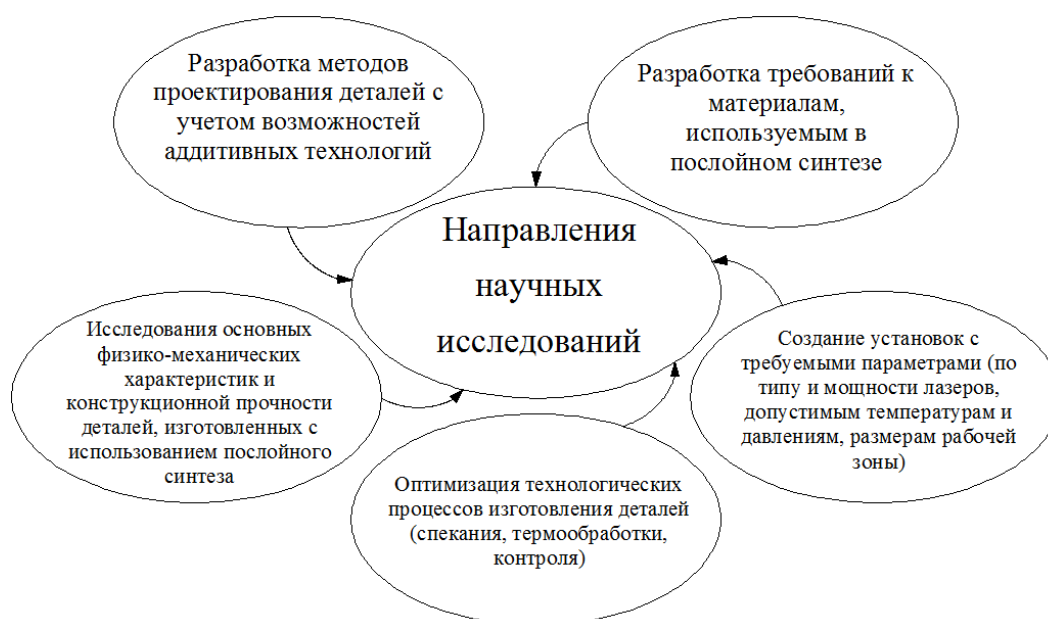 Разработка методов
проектирования деталей с
учетом возможностей
аддитивных технологий
Разработка требований к
материалам,
используемым в
послойном синтезе
Направления
научных
исследований
Исследования основных
физико-механических
характеристик и
конструкционной прочности
деталей, изготовленных с
использованием послойного
синтеза
Создание установок с
требуемыми параметрами (по
типу и мощности лазеров,
допустимым температурам и
давлениям, размерам рабочей
зоны)
Оптимизация технологических
процессов изготовления деталей
(спекания, термообработки,
контроля)